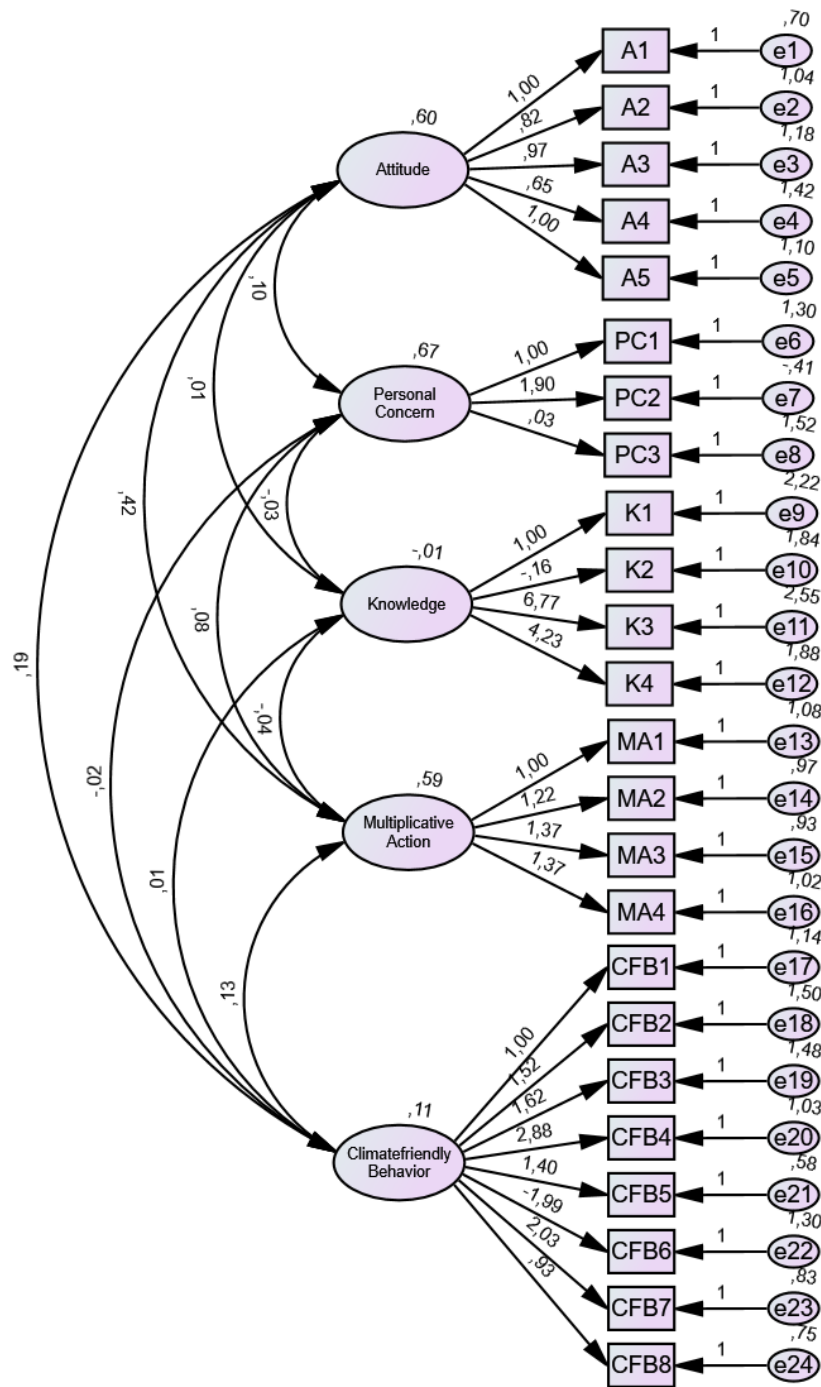 ,70
1,00
A1
1
e1
1,04
,82
A2
1
e2
1,18
,60
Attitude
,97
A3
1
e3
1,42
,65
A4
1
e4
1,10
1,00
A5
1
e5
1,30
,10
,67
Personal
Concern
1,00
PC1
1
e6
-,41
1,90
PC2
1
e7
1,52
,03
PC3
1
e8
2,22
,01
,42
-,03
-,01
Knowledge
1,00
K1
1
e9
1,84
-,16
K2
1
e10
2,55
6,77
K3
1
e11
1,88
4,23
K4
1
e12
1,08
,19
,08
-,04
,59
Multiplicative
Action
1,00
MA1
1
e13
,97
1,22
MA2
1
e14
,93
1,37
MA3
1
e15
1,02
1,37
MA4
1
e16
1,14
-,02
,01
,13
,11
Climatefriendly
Behavior
1,00
CFB1
1
e17
1,50
1,52
CFB2
1
e18
1,48
1,62
CFB3
1
e19
1,03
2,88
CFB4
1
e20
,58
1,40
CFB5
1
e21
1,30
-1,99
CFB6
1
e22
,83
2,03
CFB7
1
e23
,75
,93
CFB8
1
e24